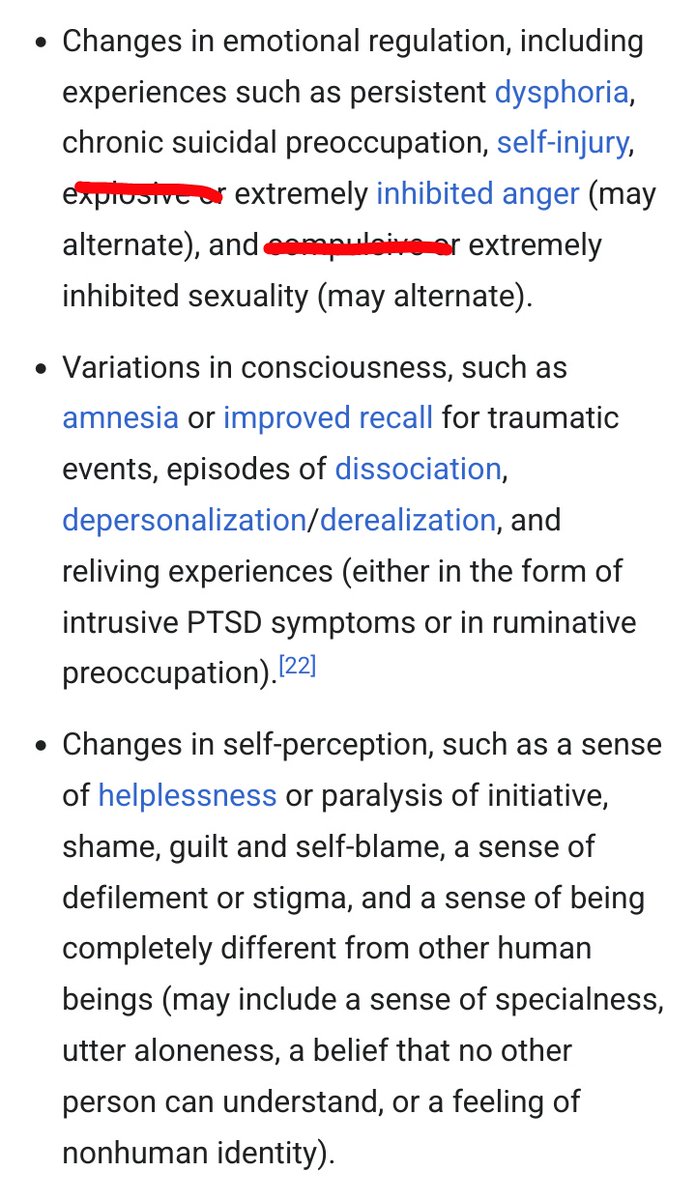 • Changes in emotional regulation, including
experiences such as persistent dysphoria,
chronic suicidal preoccupation, self-injury,
explosive or extremely inhibited anger (may
alternate), and compulsive or extremely
inhibited sexuality (may alternate).
• Variations in consciousness, such as
amnesia or improved recall for traumatic
events, episodes of dissociation,
depersonalization/derealization, and
reliving experiences (either in the form of
intrusive PTSD symptoms or in ruminative
preoccupation).[22]
• Changes in self-perception, such as a sense
of helplessness or paralysis of initiative,
shame, guilt and self-blame, a sense of
defilement or stigma, and a sense of being
completely different from other human
beings (may include a sense of specialness,
utter aloneness, a belief that no other
person can understand, or a feeling of
nonhuman identity).